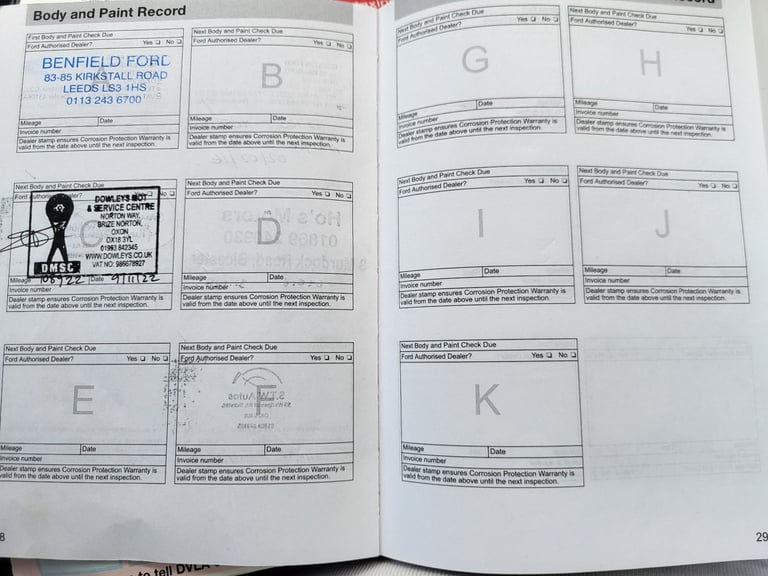 Body and Paint Record
First Body and Paint Check Due
Ford Authorised Dealer? Yes No
BENFIELD FORD
83-85 KIRKSTALL ROAD
LEEDS LS3 1HS
0113 243 6700
A
Mileage Date
Invoice number
Dealer stamp ensures Corrosion Protection Warranty is
valid from the date above until the next inspection.
Next Body and Paint Check Due
Ford Authorised Dealer? Yes No
B
Mileage Date
Invoice number
Dealer stamp ensures Corrosion Protection Warranty is
valid from the date above until the next inspection.
Next Body and Paint Check Due
Ford Authorised Dealer? Yes No
C
DOWLEYS MOT
& SERVICE CENTRE
NORTON WAY,
BRIZE NORTON,
OXON
OX18 3YL
01993 842345
WWW.DOWLEYS.CO.UK
VAT NO: 986678927
DMSC
Mileage 108922 Date 9/11/22
Invoice number
Dealer stamp ensures Corrosion Protection Warranty is
valid from the date above until the next inspection.
Next Body and Paint Check Due
Ford Authorised Dealer? Yes No
D
Mileage Date
Invoice number
Dealer stamp ensures Corrosion Protection Warranty is
valid from the date above until the next inspection.
Next Body and Paint Check Due
Ford Authorised Dealer? Yes No
E
Mileage Date
Invoice number
Dealer stamp ensures Corrosion Protection Warranty is
valid from the date above until the next inspection.
Next Body and Paint Check Due
Ford Authorised Dealer? Yes No
F
Mileage Date
Invoice number
Dealer stamp ensures Corrosion Protection Warranty is
valid from the date above until the next inspection.
8
Next Body and Paint Check Due
Ford Authorised Dealer? Yes No
G
Mileage Date
Invoice number
Dealer stamp ensures Corrosion Protection Warranty is
valid from the date above until the next inspection.
Next Body and Paint Check Due
Ford Authorised Dealer? Yes No
H
Mileage Date
Invoice number
Dealer stamp ensures Corrosion Protection Warranty is
valid from the date above until the next inspection.
Next Body and Paint Check Due
Ford Authorised Dealer? Yes No
I
Mileage Date
Invoice number
Dealer stamp ensures Corrosion Protection Warranty is
valid from the date above until the next inspection.
Next Body and Paint Check Due
Ford Authorised Dealer? Yes No
J
Mileage Date
Invoice number
Dealer stamp ensures Corrosion Protection Warranty is
valid from the date above until the next inspection.
Next Body and Paint Check Due
Ford Authorised Dealer? Yes No
K
Mileage Date
Invoice number
Dealer stamp ensures Corrosion Protection Warranty is
valid from the date above until the next inspection.
29
to tell DVLA